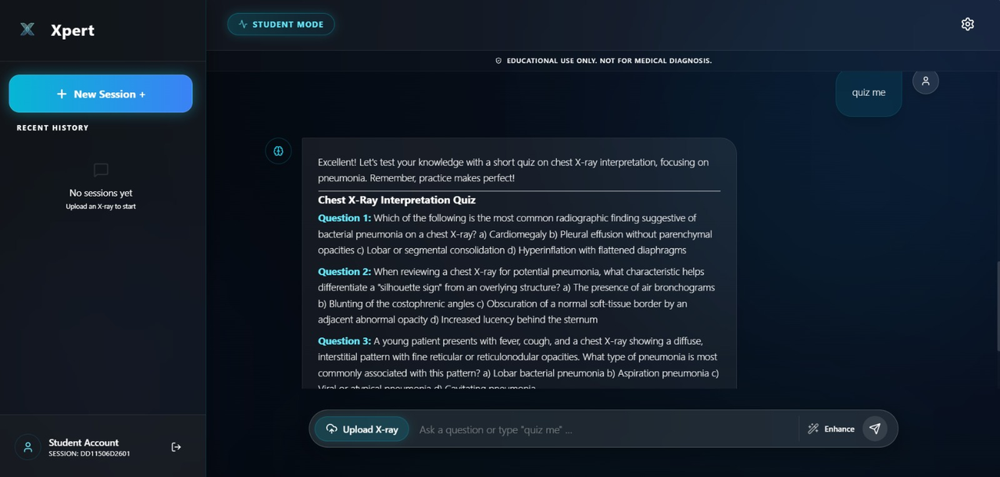 Xpert
STUDENT MODE
EDUCATIONAL USE ONLY. NOT FOR MEDICAL DIAGNOSIS.
+ New Session +
RECENT HISTORY
No sessions yet
Upload an X-ray to start
quiz me
Excellent! Let's test your knowledge with a short quiz on chest X-ray interpretation, focusing on
pneumonia. Remember, practice makes perfect!
Chest X-Ray Interpretation Quiz
Question 1: Which of the following is the most common radiographic finding suggestive of
bacterial pneumonia on a chest X-ray? a) Cardiomegaly b) Pleural effusion without parenchymal
opacities c) Lobar or segmental consolidation d) Hyperinflation with flattened diaphragms
Question 2: When reviewing a chest X-ray for potential pneumonia, what characteristic helps
differentiate a "silhouette sign" from an overlying structure? a) The presence of air bronchograms
b) Blunting of the costophrenic angles c) Obscuration of a normal soft-tissue border by an
adjacent abnormal opacity d) Increased lucency behind the sternum
Question 3: A young patient presents with fever, cough, and a chest X-ray showing a diffuse,
interstitial pattern with fine reticular or reticulonodular opacities. What type of pneumonia is most
commonly associated with this pattern? a) Lobar bacterial pneumonia b) Aspiration pneumonia c)
Viral or atypical pneumonia d) Cavitating pneumonia
Upload X-ray
Ask a question or type "quiz me" ...
Enhance
Student Account
SESSION: DD11506D2601